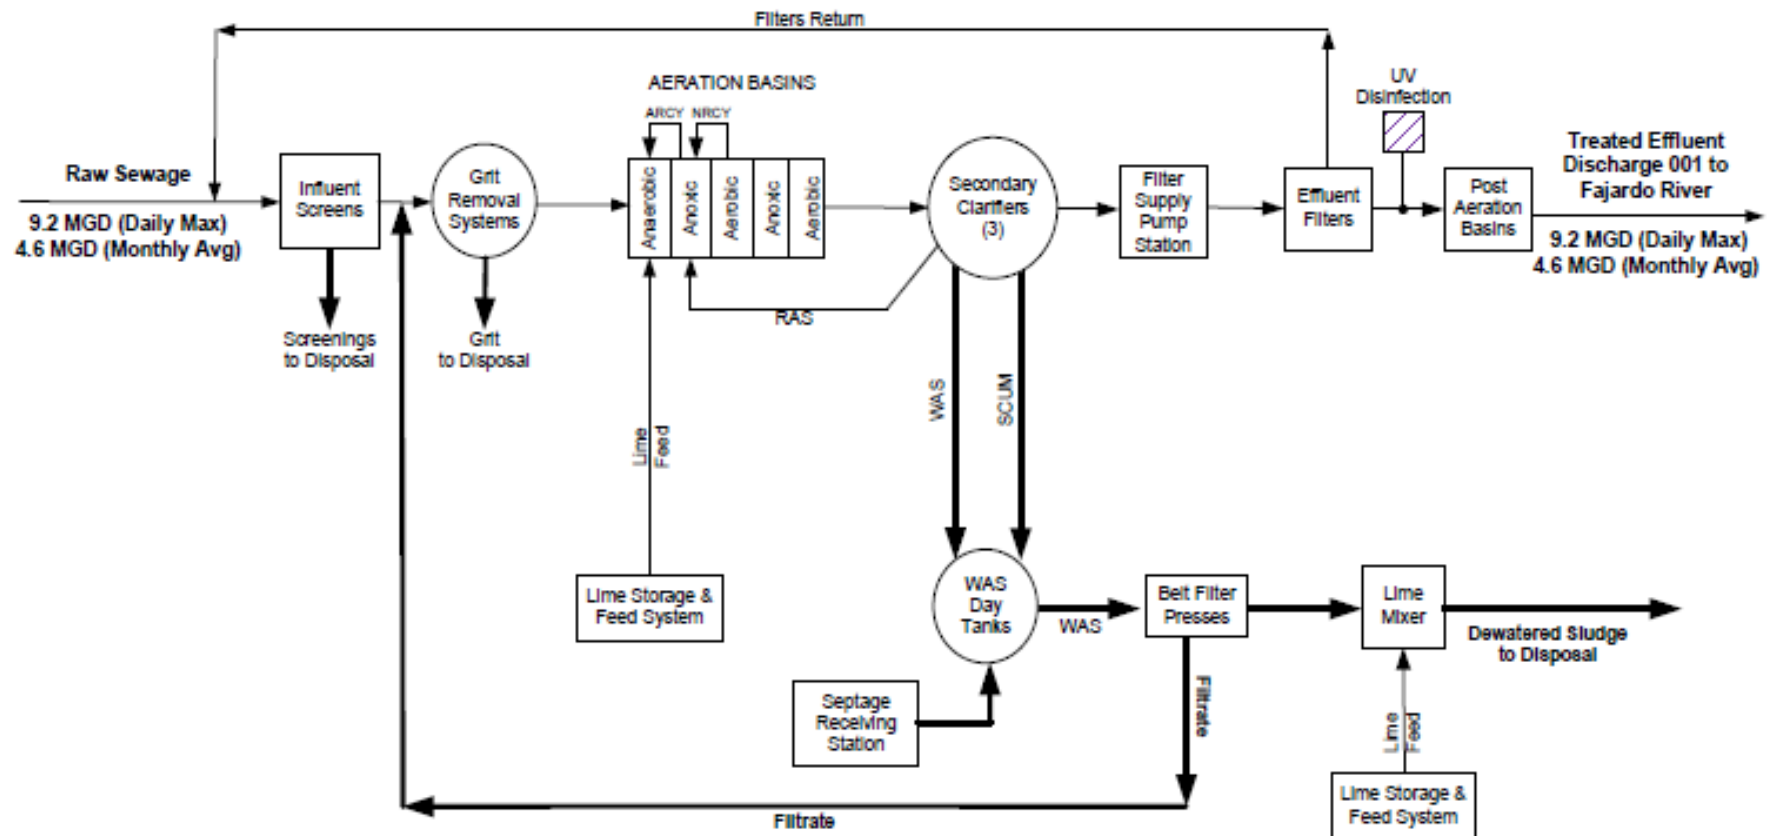 Filters Return
AERATION BASINS
ARCY NRCY
UV
Disinfection
Raw Sewage
9.2 MGD (Daily Max)
4.6 MGD (Monthly Avg)
Influent
Screens
Grit
Removal
Systems
Anaerobic
Anoxic
Aerobic
Anoxic
Aerobic
Secondary
Clarifiers
(3)
Filter
Supply
Pump
Station
Effluent
Filters
Post
Aeration
Basins
Treated Effluent
Discharge 001 to
Fajardo River
9.2 MGD (Daily Max)
4.6 MGD (Monthly Avg)
Screenings
to Disposal
Grit
to Disposal
RAS
WAS
SCUM
Lime
Feed
Lime Storage &
Feed System
WAS
Day
Tanks
WAS
Belt Filter
Presses
Lime
Mixer
Dewatered Sludge
to Disposal
Septage
Receiving
Station
Filtrate
Lime
Feed
Lime Storage &
Feed System
Filtrate